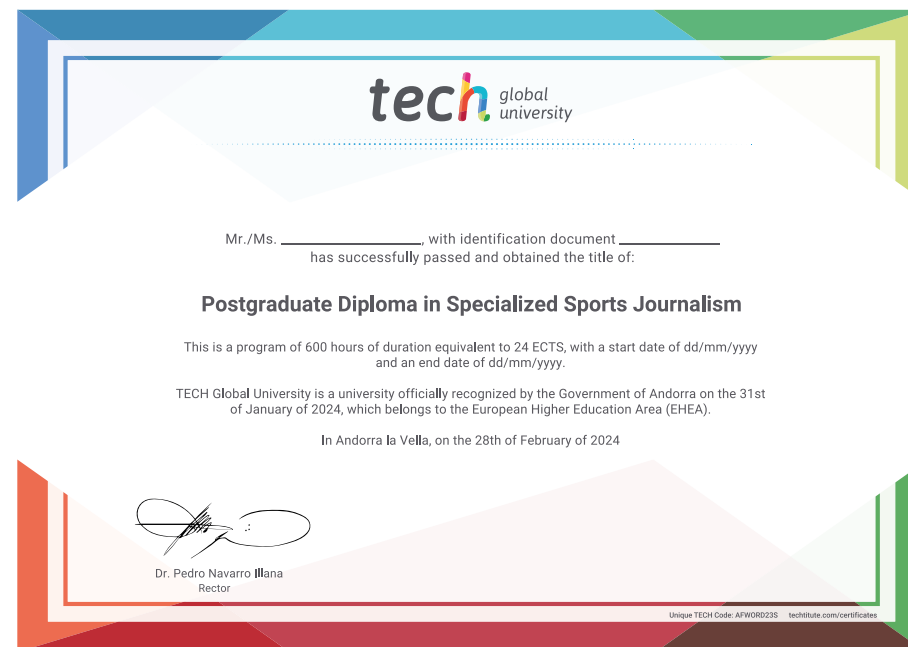 tech global university
Mr./Ms. ____________________, with identification document ______________
has successfully passed and obtained the title of:
Postgraduate Diploma in Specialized Sports Journalism
This is a program of 600 hours of duration equivalent to 24 ECTS, with a start date of dd/mm/yyyy
and an end date of dd/mm/yyyy.
TECH Global University is a university officially recognized by the Government of Andorra on the 31st
of January of 2024, which belongs to the European Higher Education Area (EHEA).
In Andorra la Vella, on the 28th of February of 2024
Dr. Pedro Navarro Illana
Rector
Unique TECH Code: AFWORD23S techtitute.com/certificates